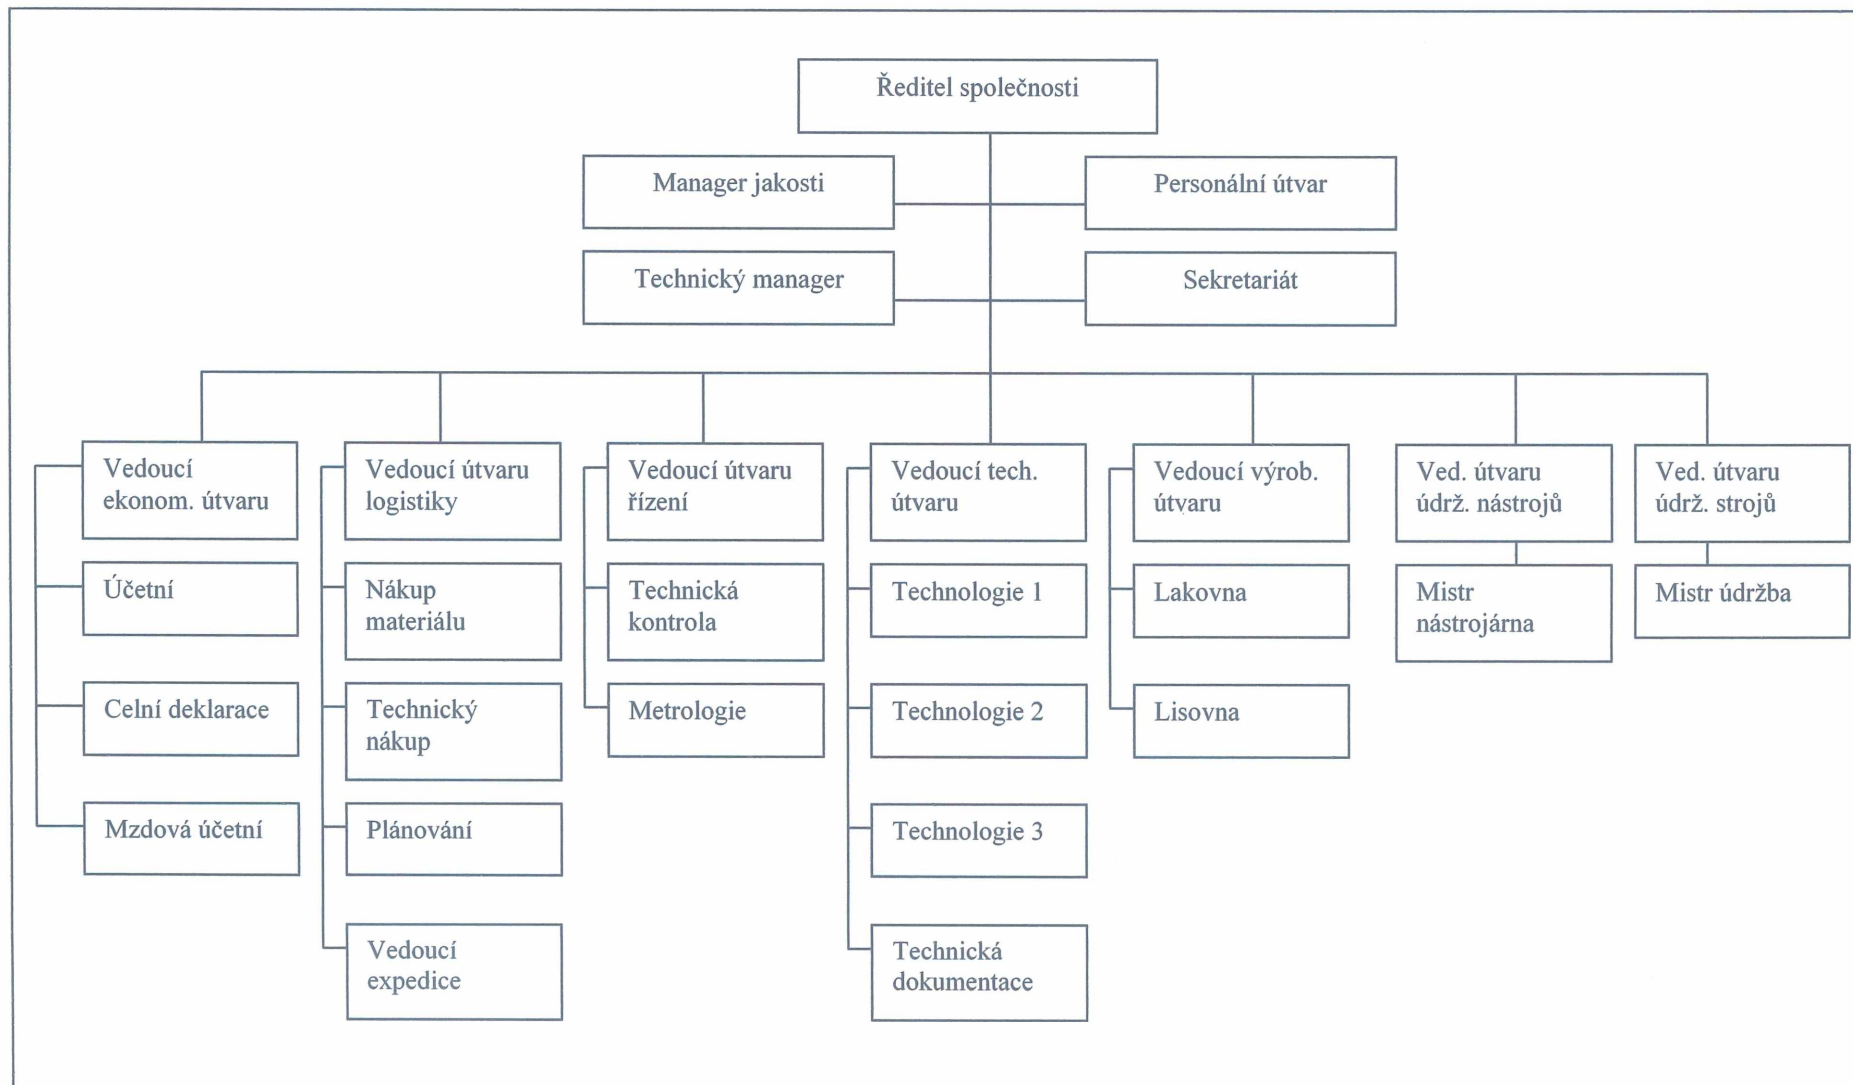 Ředitel společnosti
Manager jakosti
Personální útvar
Technický manager
Sekretariát
Vedoucí
ekonom. útvaru
Účetní
Celní deklarace
Mzdová účetní
Vedoucí útvaru
logistiky
Nákup
materiálu
Technický
nákup
Plánování
Vedoucí
expedice
Vedoucí útvaru
řízení
Technická
kontrola
Metrologie
Vedoucí tech.
útvaru
Technologie 1
Technologie 2
Technologie 3
Technická
dokumentace
Vedoucí výrob.
útvaru
Lakovna
Lisovna
Ved. útvaru
údrž. nástrojů
Mistr
nástrojárna
Ved. útvaru
údrž. strojů
Mistr údržba